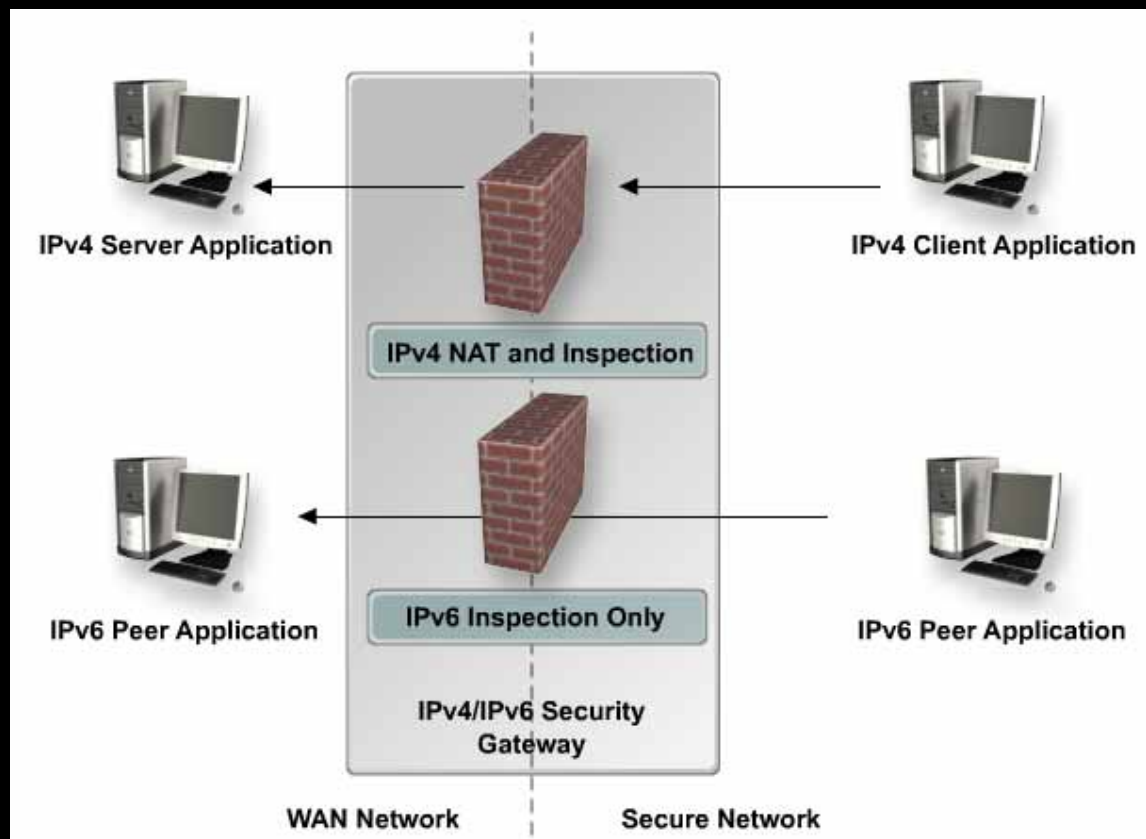 IPv4 Server Application
IPv4 Client Application
IPv4 NAT and Inspection
IPv6 Peer Application
IPv6 Inspection Only
IPv6 Peer Application
IPv4/IPv6 Security
Gateway
WAN Network
Secure Network